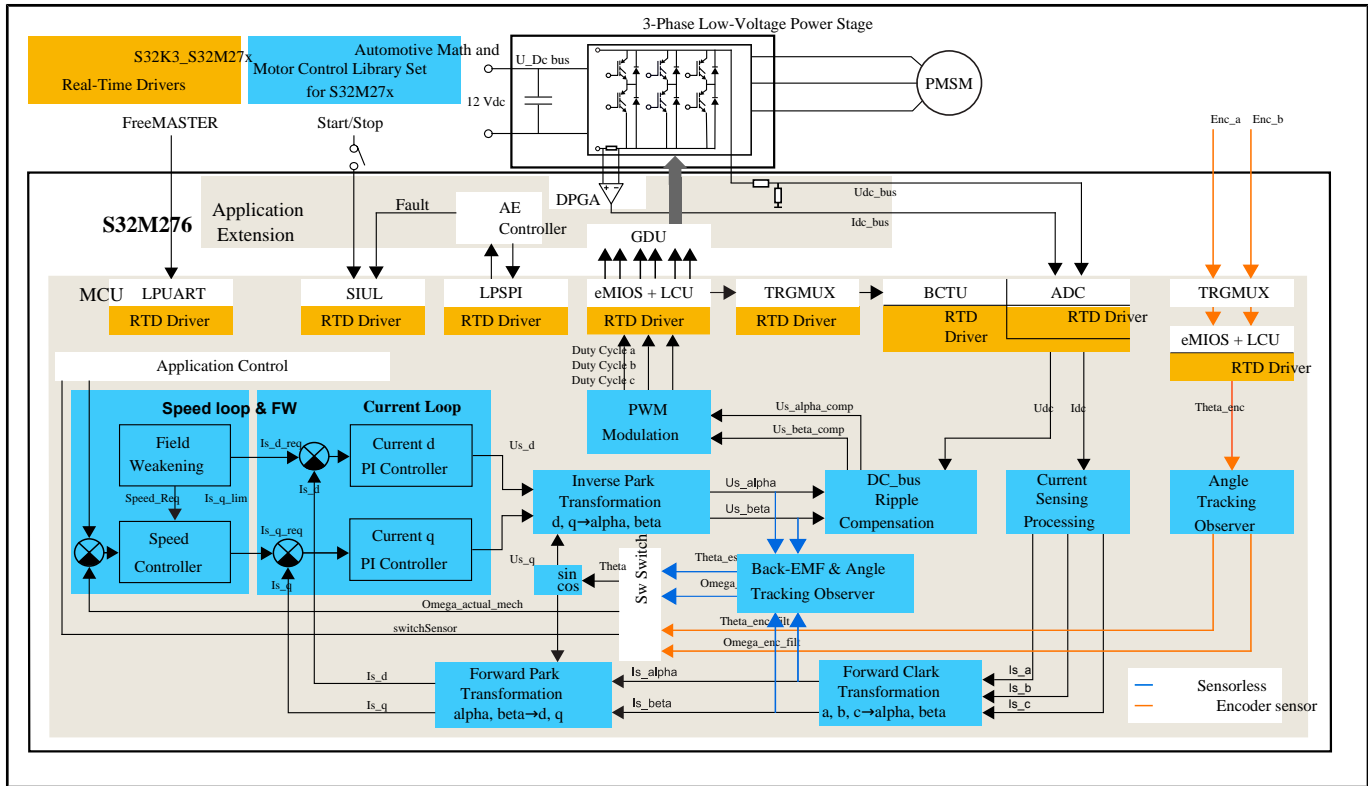 3-Phase Low-Voltage Power Stage
S32K3_S32M27x
Real-Time Drivers
Automotive Math and
Motor Control Library Set
for S32M27x
U_Dc bus
12 Vdc
PMSM
FreeMASTER
Start/Stop
Enc_a
Enc_b
S32M276
Application
Extension
Fault
AE
Controller
DPGA
Udc_bus
Idc_bus
GDU
MCU
LPUART
RTD Driver
SIUL
RTD Driver
LPSPI
RTD Driver
eMIOS + LCU
RTD Driver
TRGMUX
RTD Driver
BCTU
RTD
Driver
ADC
RTD Driver
TRGMUX
eMIOS + LCU
RTD Driver
Application Control
Duty Cycle a
Duty Cycle b
Duty Cycle c
Speed loop & FW
Current Loop
Field
Weakening
Speed_Req
Is_q_lim
Speed
Controller
Is_d_req
Is_d
Is_q_req
Is_q
Current d
PI Controller
Current q
PI Controller
Us_d
Us_q
PWM
Modulation
Us_alpha_comp
Us_beta_comp
Udc
Idc
Theta_enc
Inverse Park
Transformation
d, q→alpha, beta
Us_alpha
Us_beta
DC_bus
Ripple
Compensation
Current
Sensing
Processing
Angle
Tracking
Observer
sin
cos
Theta
Sw Switch
Theta_es
Omega_
Back-EMF & Angle
Tracking Observer
Omega_actual_mech
switchSensor
Theta_enc_filt
Omega_enc_filt
Is_d
Is_q
Forward Park
Transformation
alpha, beta→d, q
Is_alpha
Is_beta
Forward Clark
Transformation
a, b, c→alpha, beta
Is_a
Is_b
Is_c
Sensorless
Encoder sensor